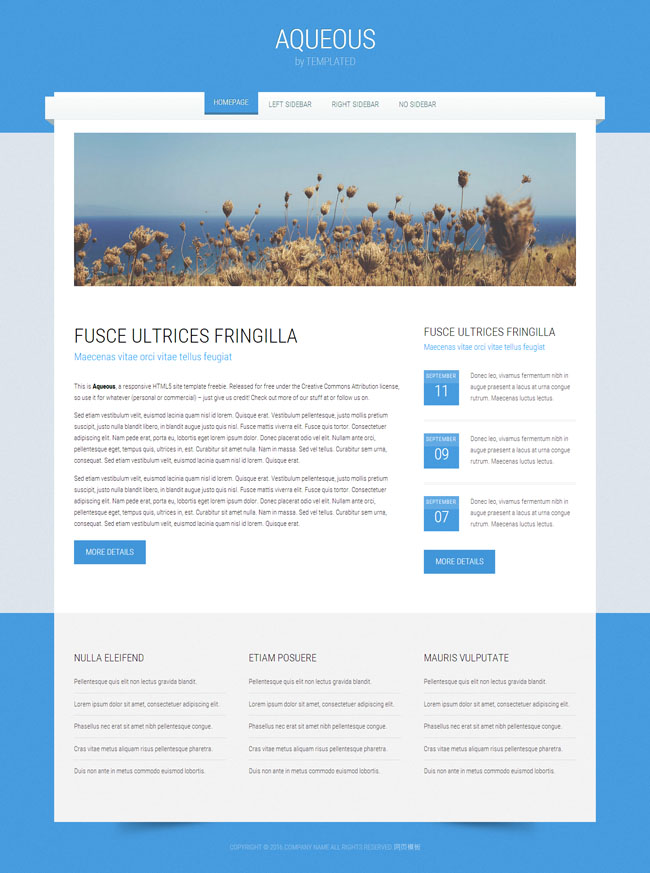 AQUEOUS
by TEMPLATED
HOMEPAGE LEFT SIDEBAR RIGHT SIDEBAR NO SIDEBAR
FUSCE ULTRICES FRINGILLA
Maecenas vitae orci vitae tellus feugiat
This is Aqueous, a responsive HTML5 site template freebie. Released for free under the Creative Commons Attribution license,
so use it for whatever (personal or commercial) – just give us credit! Check out more of our stuff at or follow us on.
Sed etiam vestibulum velit, euismod lacinia quam nisl id lorem. Quisque erat. Vestibulum pellentesque, justo mollis pretium
suscipit, justo nulla blandit libero, in blandit augue justo quis nisl. Fusce mattis viverra elit. Fusce quis tortor. Consectetuer
adipiscing elit. Nam pede erat, porta eu, lobortis eget lorem ipsum dolor. Donec placerat odio vel elit. Nullam ante orci,
pellentesque eget, tempus quis, ultrices in, est. Curabitur sit amet nulla. Nam in massa. Sed vel tellus. Curabitur sem urna,
consequat. Sed etiam vestibulum velit, euismod lacinia quam nisl id lorem. Quisque erat.
Sed etiam vestibulum velit, euismod lacinia quam nisl id lorem. Quisque erat. Vestibulum pellentesque, justo mollis pretium
suscipit, justo nulla blandit libero, in blandit augue justo quis nisl. Fusce mattis viverra elit. Fusce quis tortor. Consectetuer
adipiscing elit. Nam pede erat, porta eu, lobortis eget lorem ipsum dolor. Donec placerat odio vel elit. Nullam ante orci,
pellentesque eget, tempus quis, ultrices in, est. Curabitur sit amet nulla. Nam in massa. Sed vel tellus. Curabitur sem urna,
consequat. Sed etiam vestibulum velit, euismod lacinia quam nisl id lorem. Quisque erat.
MORE DETAILS
FUSCE ULTRICES FRINGILLA
Maecenas vitae orci vitae tellus feugiat
SEPTEMBER
11
Donec leo, vivamus fermentum nibh in
augue praesent a lacus at urna congue
rutrum. Maecenas luctus lectus.
SEPTEMBER
09
Donec leo, vivamus fermentum nibh in
augue praesent a lacus at urna congue
rutrum. Maecenas luctus lectus.
SEPTEMBER
07
Donec leo, vivamus fermentum nibh in
augue praesent a lacus at urna congue
rutrum. Maecenas luctus lectus.
MORE DETAILS
NULLA ELEIFEND
Pellentesque quis elit non lectus gravida blandit.
Lorem ipsum dolor sit amet, consectetuer adipiscing elit.
Phasellus nec erat sit amet nibh pellentesque congue.
Cras vitae metus aliquam risus pellentesque pharetra.
Duis non ante in metus commodo euismod lobortis.
ETIAM POSUERE
Pellentesque quis elit non lectus gravida blandit.
Lorem ipsum dolor sit amet, consectetuer adipiscing elit.
Phasellus nec erat sit amet nibh pellentesque congue.
Cras vitae metus aliquam risus pellentesque pharetra.
Duis non ante in metus commodo euismod lobortis.
MAURIS VULPUTATE
Pellentesque quis elit non lectus gravida blandit.
Lorem ipsum dolor sit amet, consectetuer adipiscing elit.
Phasellus nec erat sit amet nibh pellentesque congue.
Cras vitae metus aliquam risus pellentesque pharetra.
Duis non ante in metus commodo euismod lobortis.
COPYRIGHT © 2016 COMPANY NAME ALL RIGHTS RESERVED 网页模板